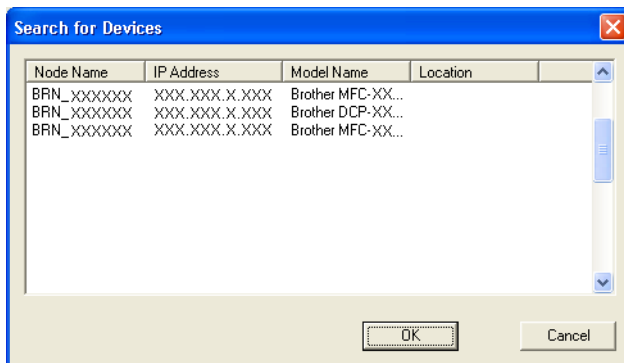 Search for Devices
Node Name IP Address Model Name Location
BRN_XXXXXX XXX.XXX.X.XXX Brother MFC-XX...
BRN_XXXXXX XXX.XXX.X.XXX Brother DCP-XX...
BRN_XXXXXX XXX.XXX.X.XXX Brother MFC-XX...
OK Cancel